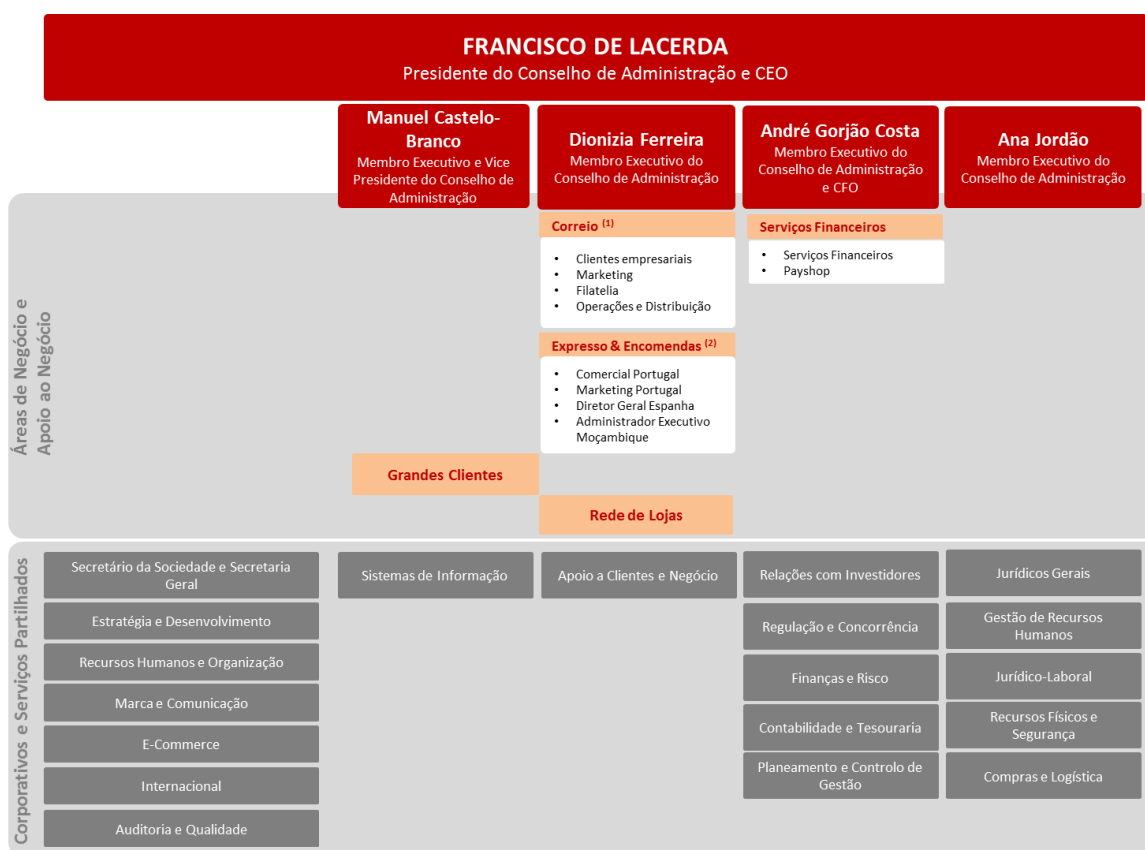 FRANCISCO DE LACERDA
Presidente do Conselho de Administração e CEO
Manuel Castelo-
Branco
Membro Executivo e Vice
Presidente do Conselho de
Administração
Dionizia Ferreira
Membro Executivo do
Conselho de Administração
André Gorjão Costa
Membro Executivo do
Conselho de Administração
e CFO
Ana Jordão
Membro Executivo do
Conselho de Administração
Áreas de Negócio e
Apoio ao Negócio
Correio (1)
• Clientes empresariais
• Marketing
• Filatelia
• Operações e Distribuição
Serviços Financeiros
• Serviços Financeiros
• Payshop
Expresso & Encomendas (2)
• Comercial Portugal
• Marketing Portugal
• Diretor Geral Espanha
• Administrador Executivo
Moçambique
Grandes Clientes
Rede de Lojas
Corporativos e Serviços Partilhados
Secretário da Sociedade e Secretaria
Geral
Estratégia e Desenvolvimento
Recursos Humanos e Organização
Marca e Comunicação
E-Commerce
Internacional
Auditoria e Qualidade
Sistemas de Informação
Apoio a Clientes e Negócio
Relações com Investidores
Regulação e Concorrência
Finanças e Risco
Contabilidade e Tesouraria
Planeamento e Controlo de
Gestão
Jurídicos Gerais
Gestão de Recursos
Humanos
Jurídico-Laboral
Recursos Físicos e
Segurança
Compras e Logística